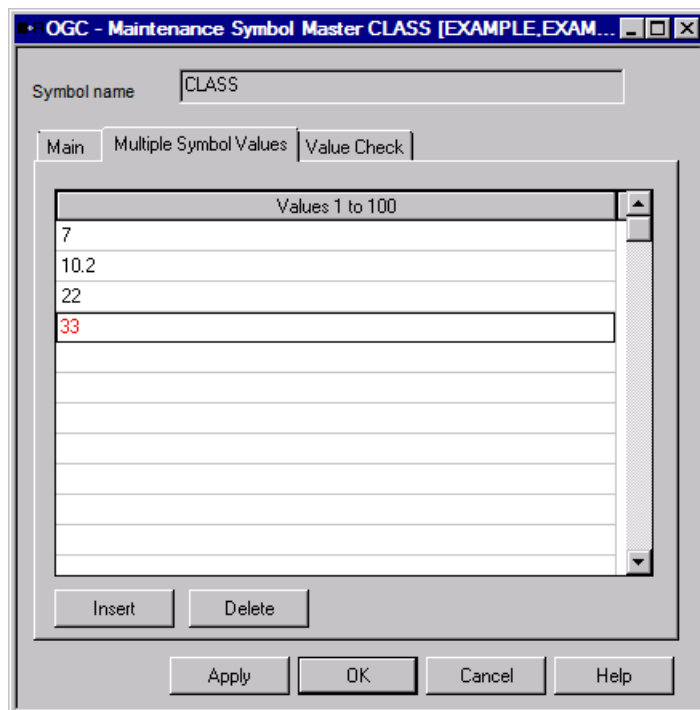 OGC - Maintenance Symbol Master CLASS [EXAMPLE.EXAM...
Symbol name CLASS
Main Multiple Symbol Values Value Check
Values 1 to 100
7
10.2
22
33
Insert Delete
Apply OK Cancel Help